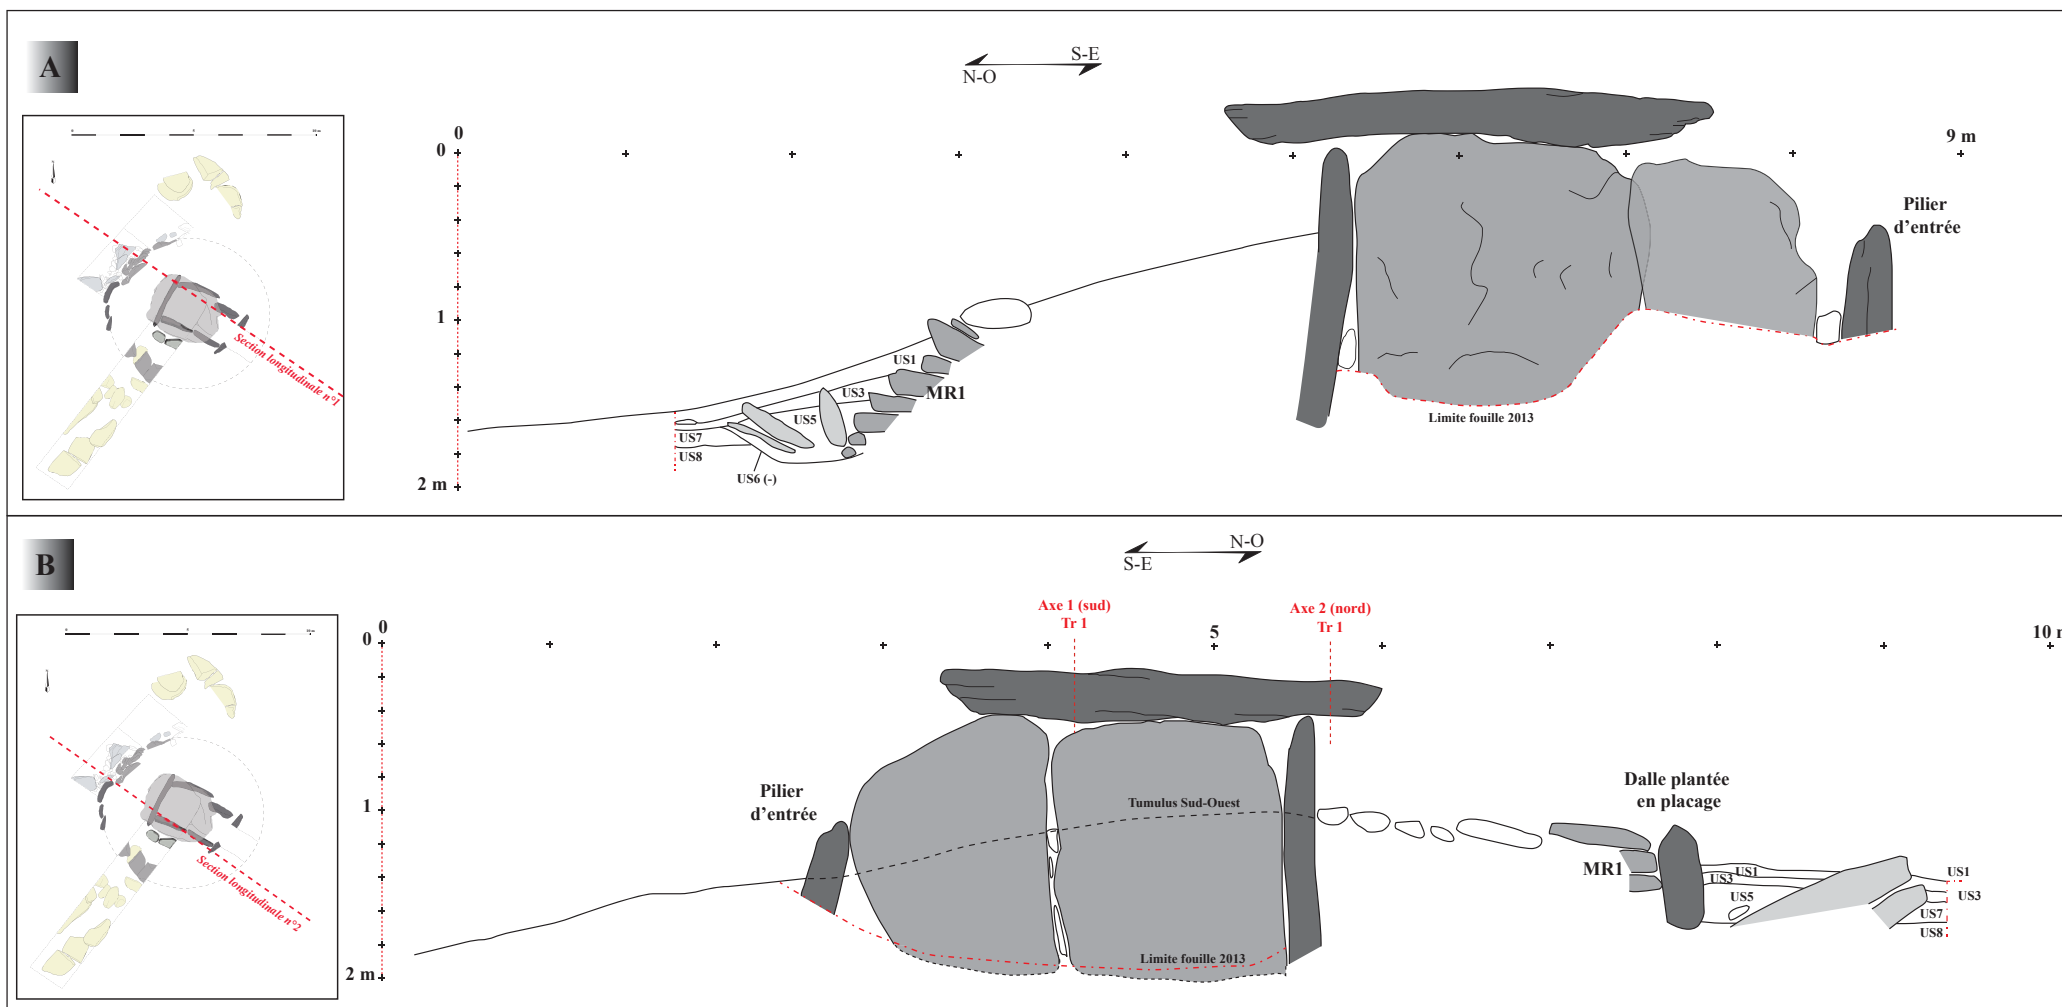 A
N-O
S-E
0
0
9 m
1
2 m
Pilier
d'entrée
US1
US3
MR1
US5
US7
US8
US6 (-)
Limite fouille 2013
0
5
10 m
Section longitudinale n°1
B
N-O
S-E
Axe 1 (sud)
Tr 1
Axe 2 (nord)
Tr 1
0
0
5
10 m
1
2 m
Pilier
d'entrée
Tumulus Sud-Ouest
Dalle plantée
en placage
MR1
US1
US3
US5
US1
US3
US7
US8
Limite fouille 2013
Section longitudinale n°2